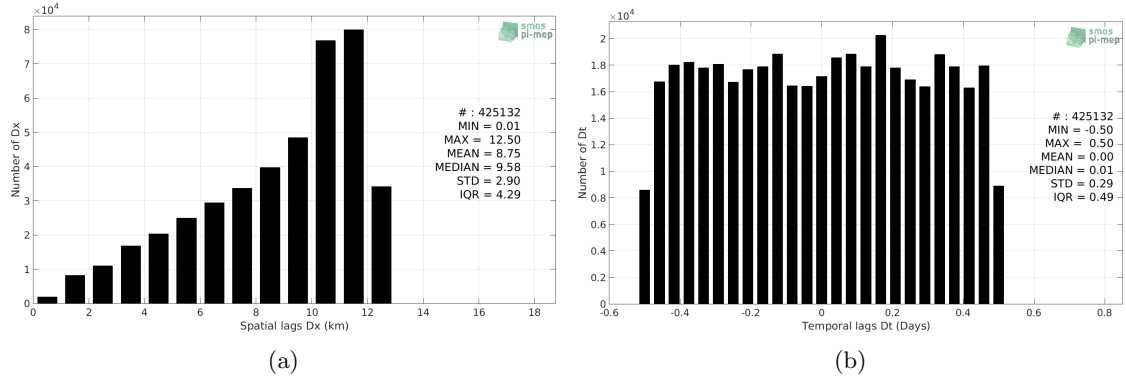 ×10⁴
8
7
6
5
4
3
2
1
0
Number of Dx
smos
pi-mep
# : 425132
MIN = 0.01
MAX = 12.50
MEAN = 8.75
MEDIAN = 9.58
STD = 2.90
IQR = 4.29
0 2 4 6 8 10 12 14 16 18
Spatial lags Dx (km)
(a)
×10⁴
2
1.8
1.6
1.4
1.2
1
0.8
0.6
0.4
0.2
0
Number of Dt
smos
pi-mep
# : 425132
MIN = -0.50
MAX = 0.50
MEAN = 0.00
MEDIAN = 0.01
STD = 0.29
IQR = 0.49
-0.6 -0.4 -0.2 0 0.2 0.4 0.6 0.8
Temporal lags Dt (Days)
(b)